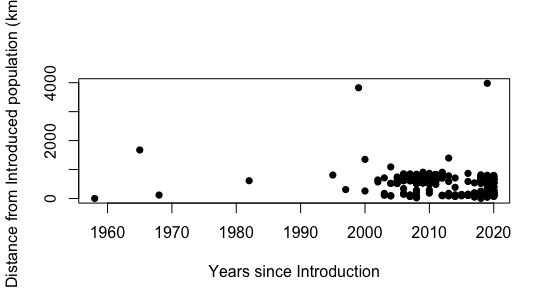 Distance from Introduced population (km
4000
2000
0
1960 1970 1980 1990 2000 2010 2020
Years since Introduction